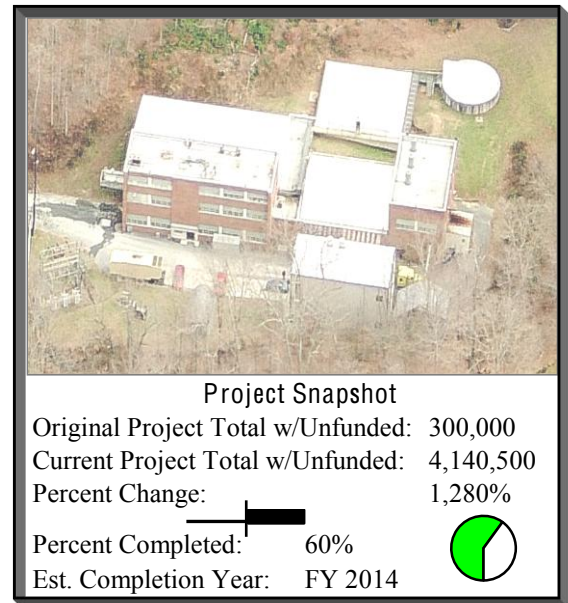 Project Snapshot
Original Project Total w/Unfunded: 300,000
Current Project Total w/Unfunded: 4,140,500
Percent Change: 1,280%
Percent Completed: 60%
Est. Completion Year: FY 2014